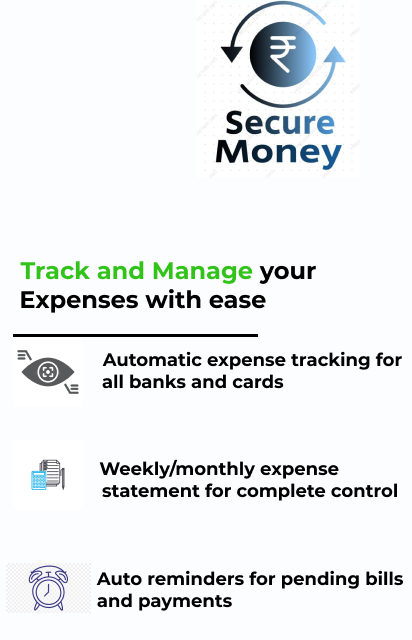 ₹
Secure
Money
Track and Manage your
Expenses with ease
Automatic expense tracking for
all banks and cards
Weekly/monthly expense
statement for complete control
Auto reminders for pending bills
and payments